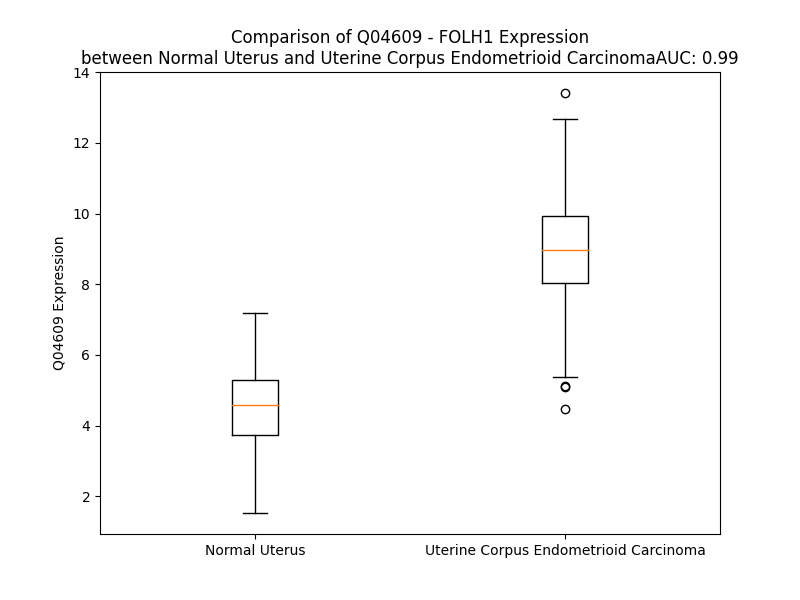 Comparison of Q04609 - FOLH1 Expression
between Normal Uterus and Uterine Corpus Endometrioid CarcinomaAUC: 0.99
14
12
10
8
6
4
2
Q04609 Expression
Normal Uterus
Uterine Corpus Endometrioid Carcinoma